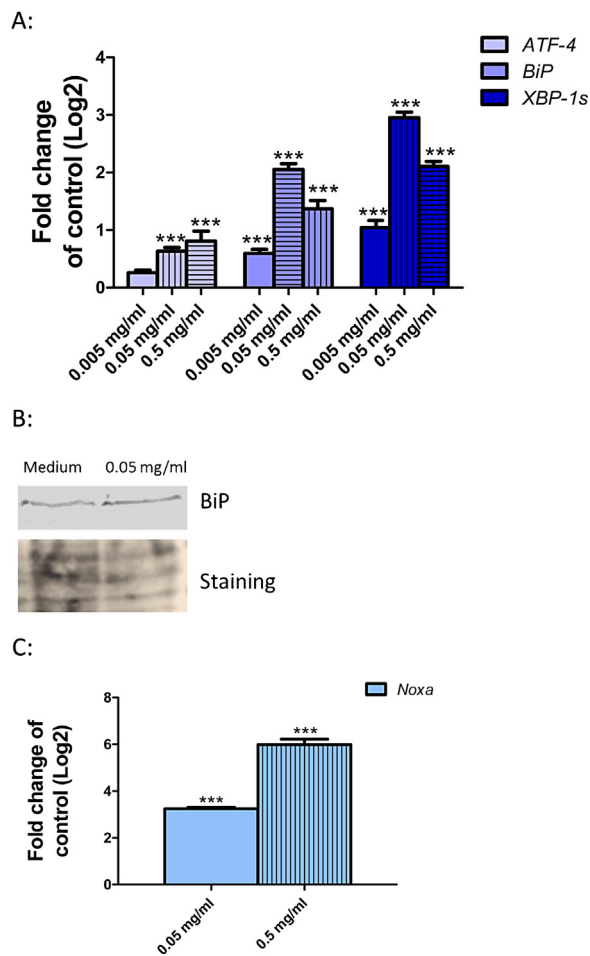 A:
ATF-4
BiP
XBP-1s
Fold change
of control (Log2)
4
3
2
1
0
***
***
***
***
***
***
***
***
0.005 mg/ml
0.05 mg/ml
0.5 mg/ml
0.005 mg/ml
0.05 mg/ml
0.5 mg/ml
0.005 mg/ml
0.05 mg/ml
0.5 mg/ml
B:
Medium 0.05 mg/ml
BiP
Staining
C:
Noxa
Fold change of
control (Log2)
8
6
4
2
0
***
***
0.05 mg/ml
0.5 mg/ml